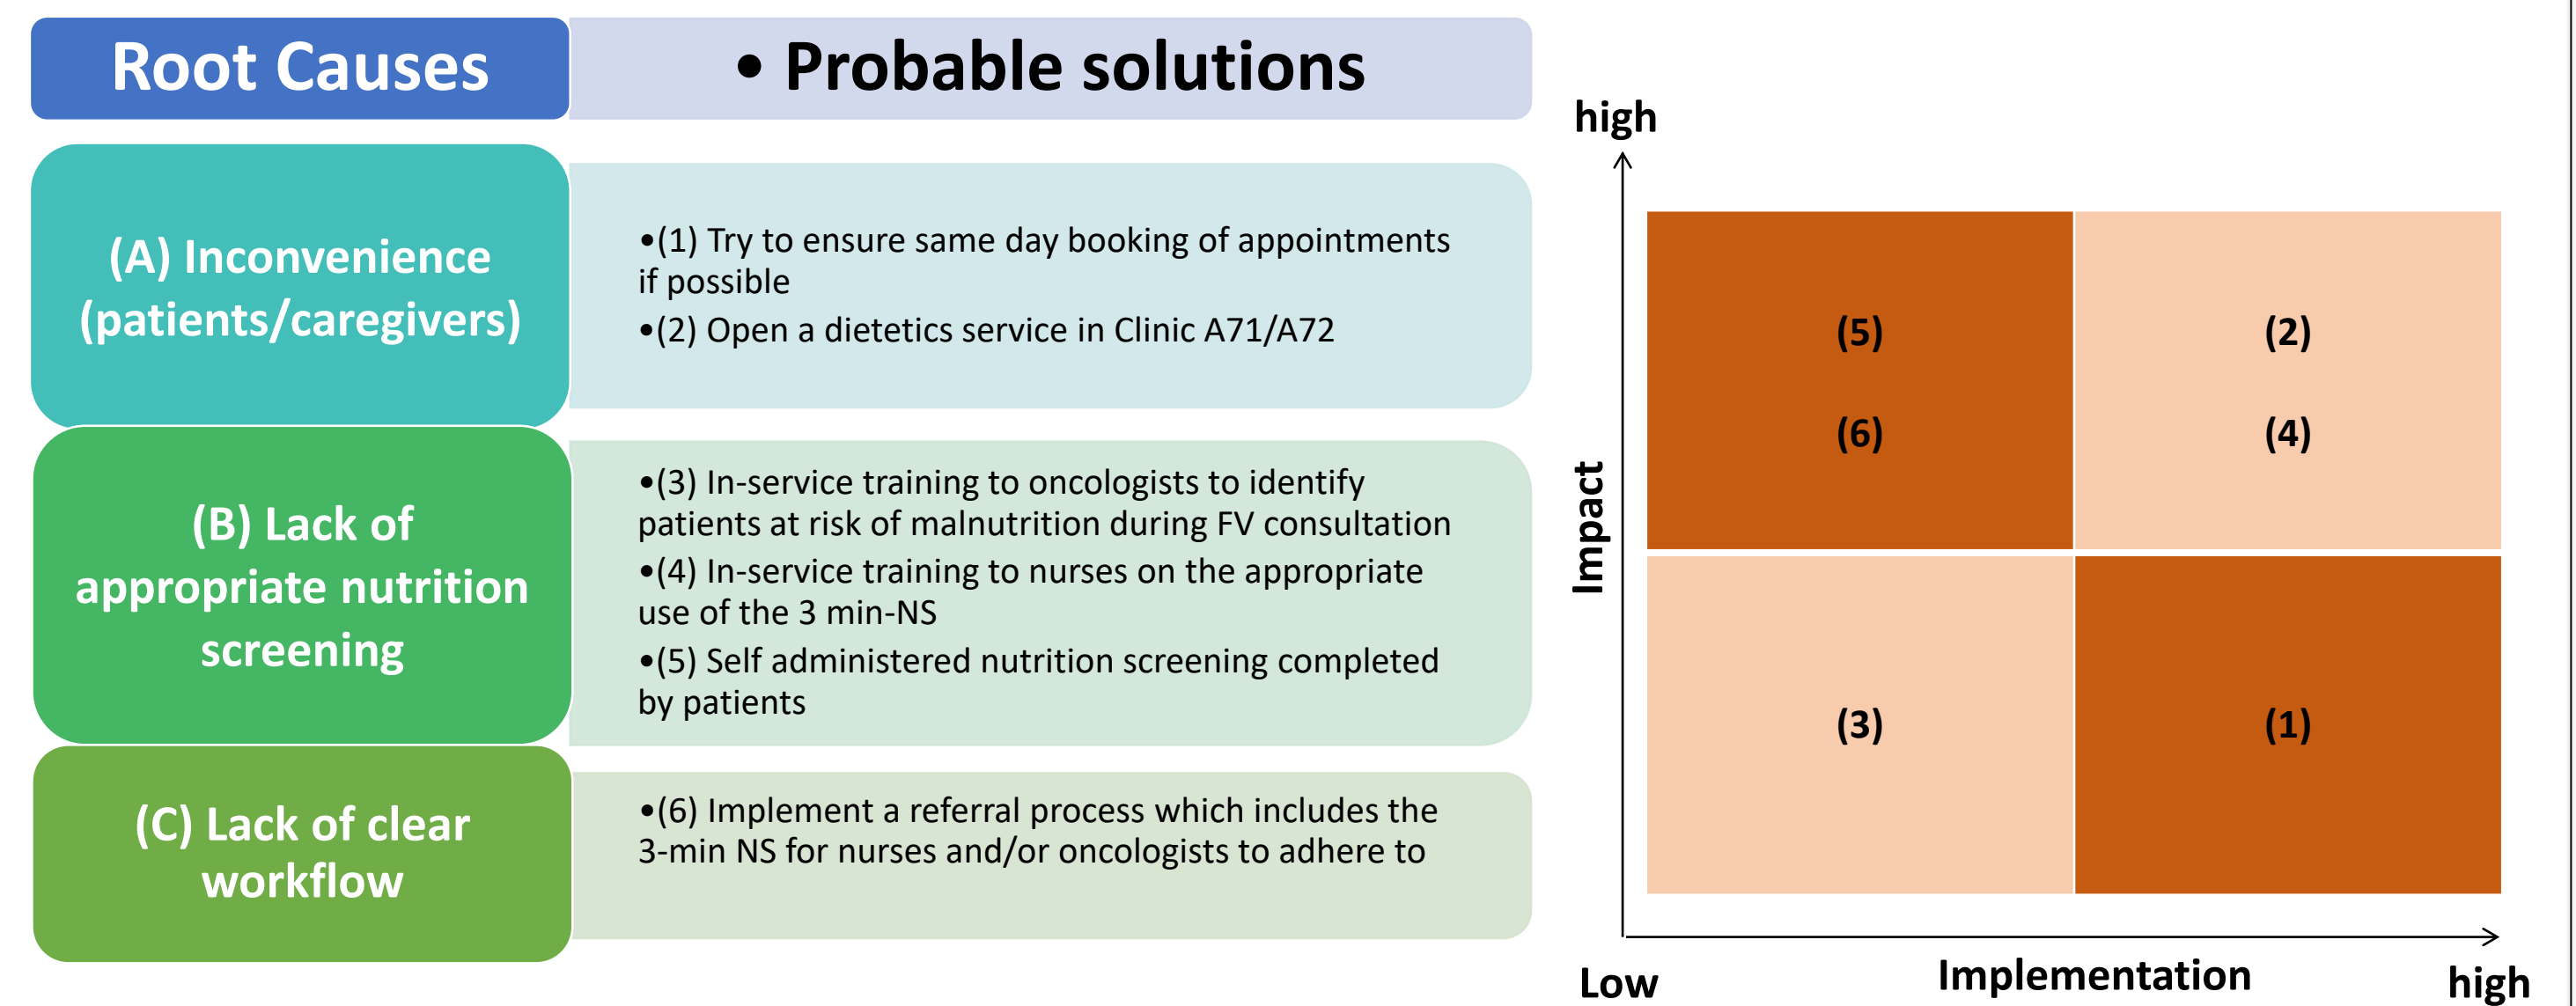 Root Causes
• Probable solutions
(A) Inconvenience
(patients/caregivers)
•(1) Try to ensure same day booking of appointments
if possible
•(2) Open a dietetics service in Clinic A71/A72
(B) Lack of
appropriate nutrition
screening
•(3) In-service training to oncologists to identify
patients at risk of malnutrition during FV consultation
•(4) In-service training to nurses on the appropriate
use of the 3 min-NS
•(5) Self administered nutrition screening completed
by patients
(C) Lack of clear
workflow
•(6) Implement a referral process which includes the
3-min NS for nurses and/or oncologists to adhere to
high
Impact
(5)
(2)
(6)
(4)
(3)
(1)
Low
Implementation
high